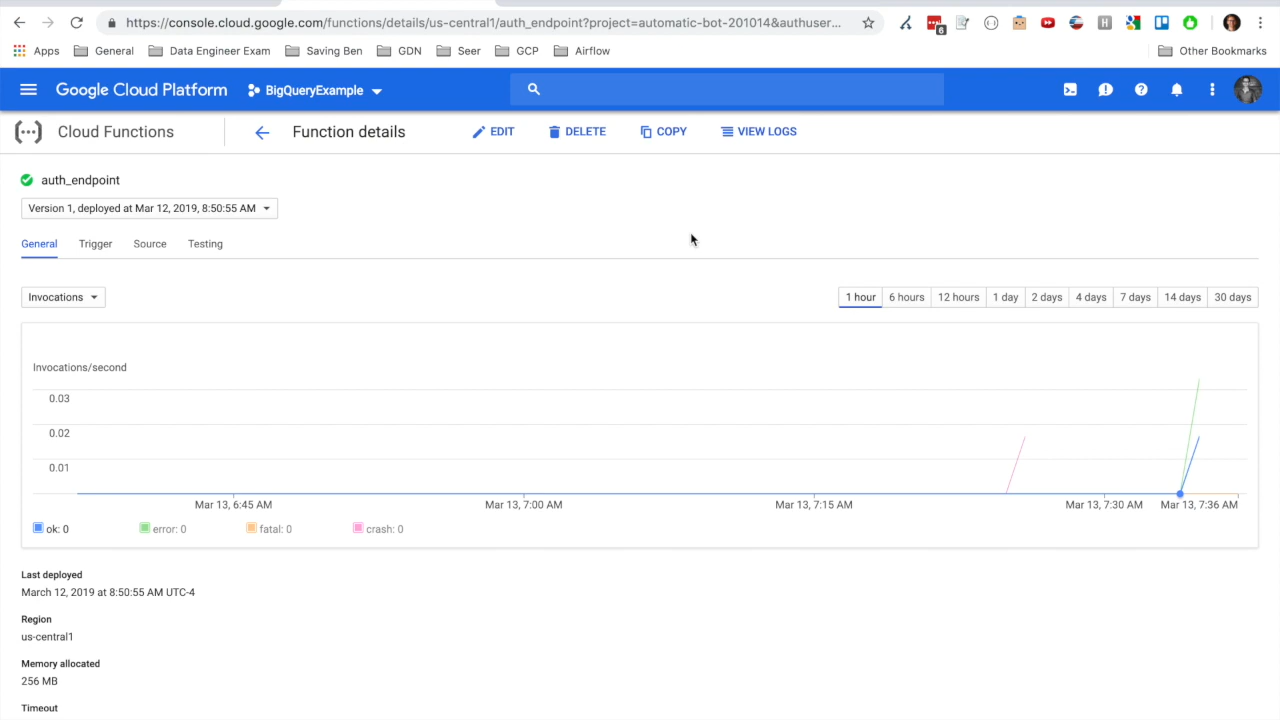 https://console.cloud.google.com/functions/details/us-central1/auth_endpoint?project=automatic-bot-201014&authuser...
6
H
Apps General Data Engineer Exam Saving Ben GDN Seer GCP Airflow Other Bookmarks
Google Cloud Platform BigQueryExample
Cloud Functions Function details EDIT DELETE COPY VIEW LOGS
auth_endpoint
Version 1, deployed at Mar 12, 2019, 8:50:55 AM
General Trigger Source Testing
Invocations 1 hour 6 hours 12 hours 1 day 2 days 4 days 7 days 14 days 30 days
Invocations/second
0.03
0.02
0.01
Mar 13, 6:45 AM Mar 13, 7:00 AM Mar 13, 7:15 AM Mar 13, 7:30 AM Mar 13, 7:36 AM
ok: 0 error: 0 fatal: 0 crash: 0
Last deployed
March 12, 2019 at 8:50:55 AM UTC-4
Region
us-central1
Memory allocated
256 MB
Timeout